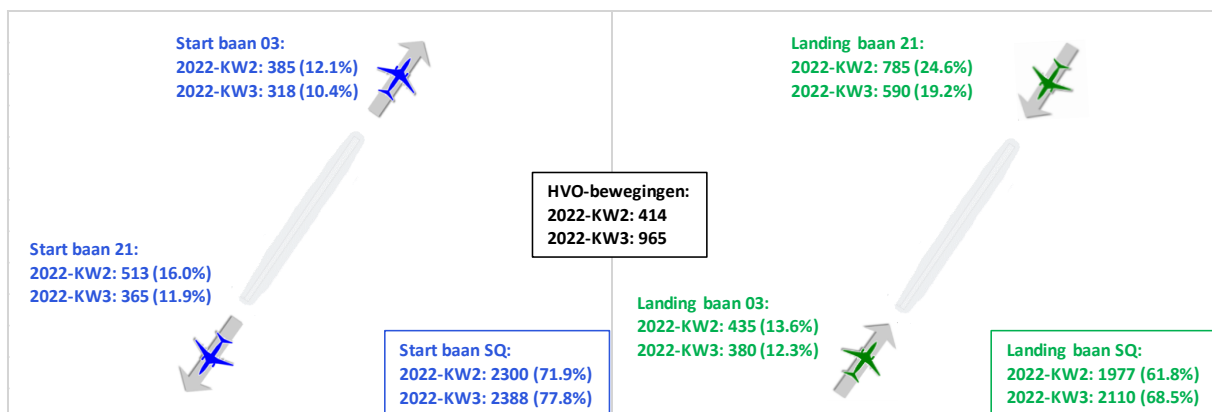 Start baan 03:
2022-KW2: 385 (12.1%)
2022-KW3: 318 (10.4%)
Start baan 21:
2022-KW2: 513 (16.0%)
2022-KW3: 365 (11.9%)
Start baan SQ:
2022-KW2: 2300 (71.9%)
2022-KW3: 2388 (77.8%)
HVO-bewegingen:
2022-KW2: 414
2022-KW3: 965
Landing baan 21:
2022-KW2: 785 (24.6%)
2022-KW3: 590 (19.2%)
Landing baan 03:
2022-KW2: 435 (13.6%)
2022-KW3: 380 (12.3%)
Landing baan SQ:
2022-KW2: 1977 (61.8%)
2022-KW3: 2110 (68.5%)